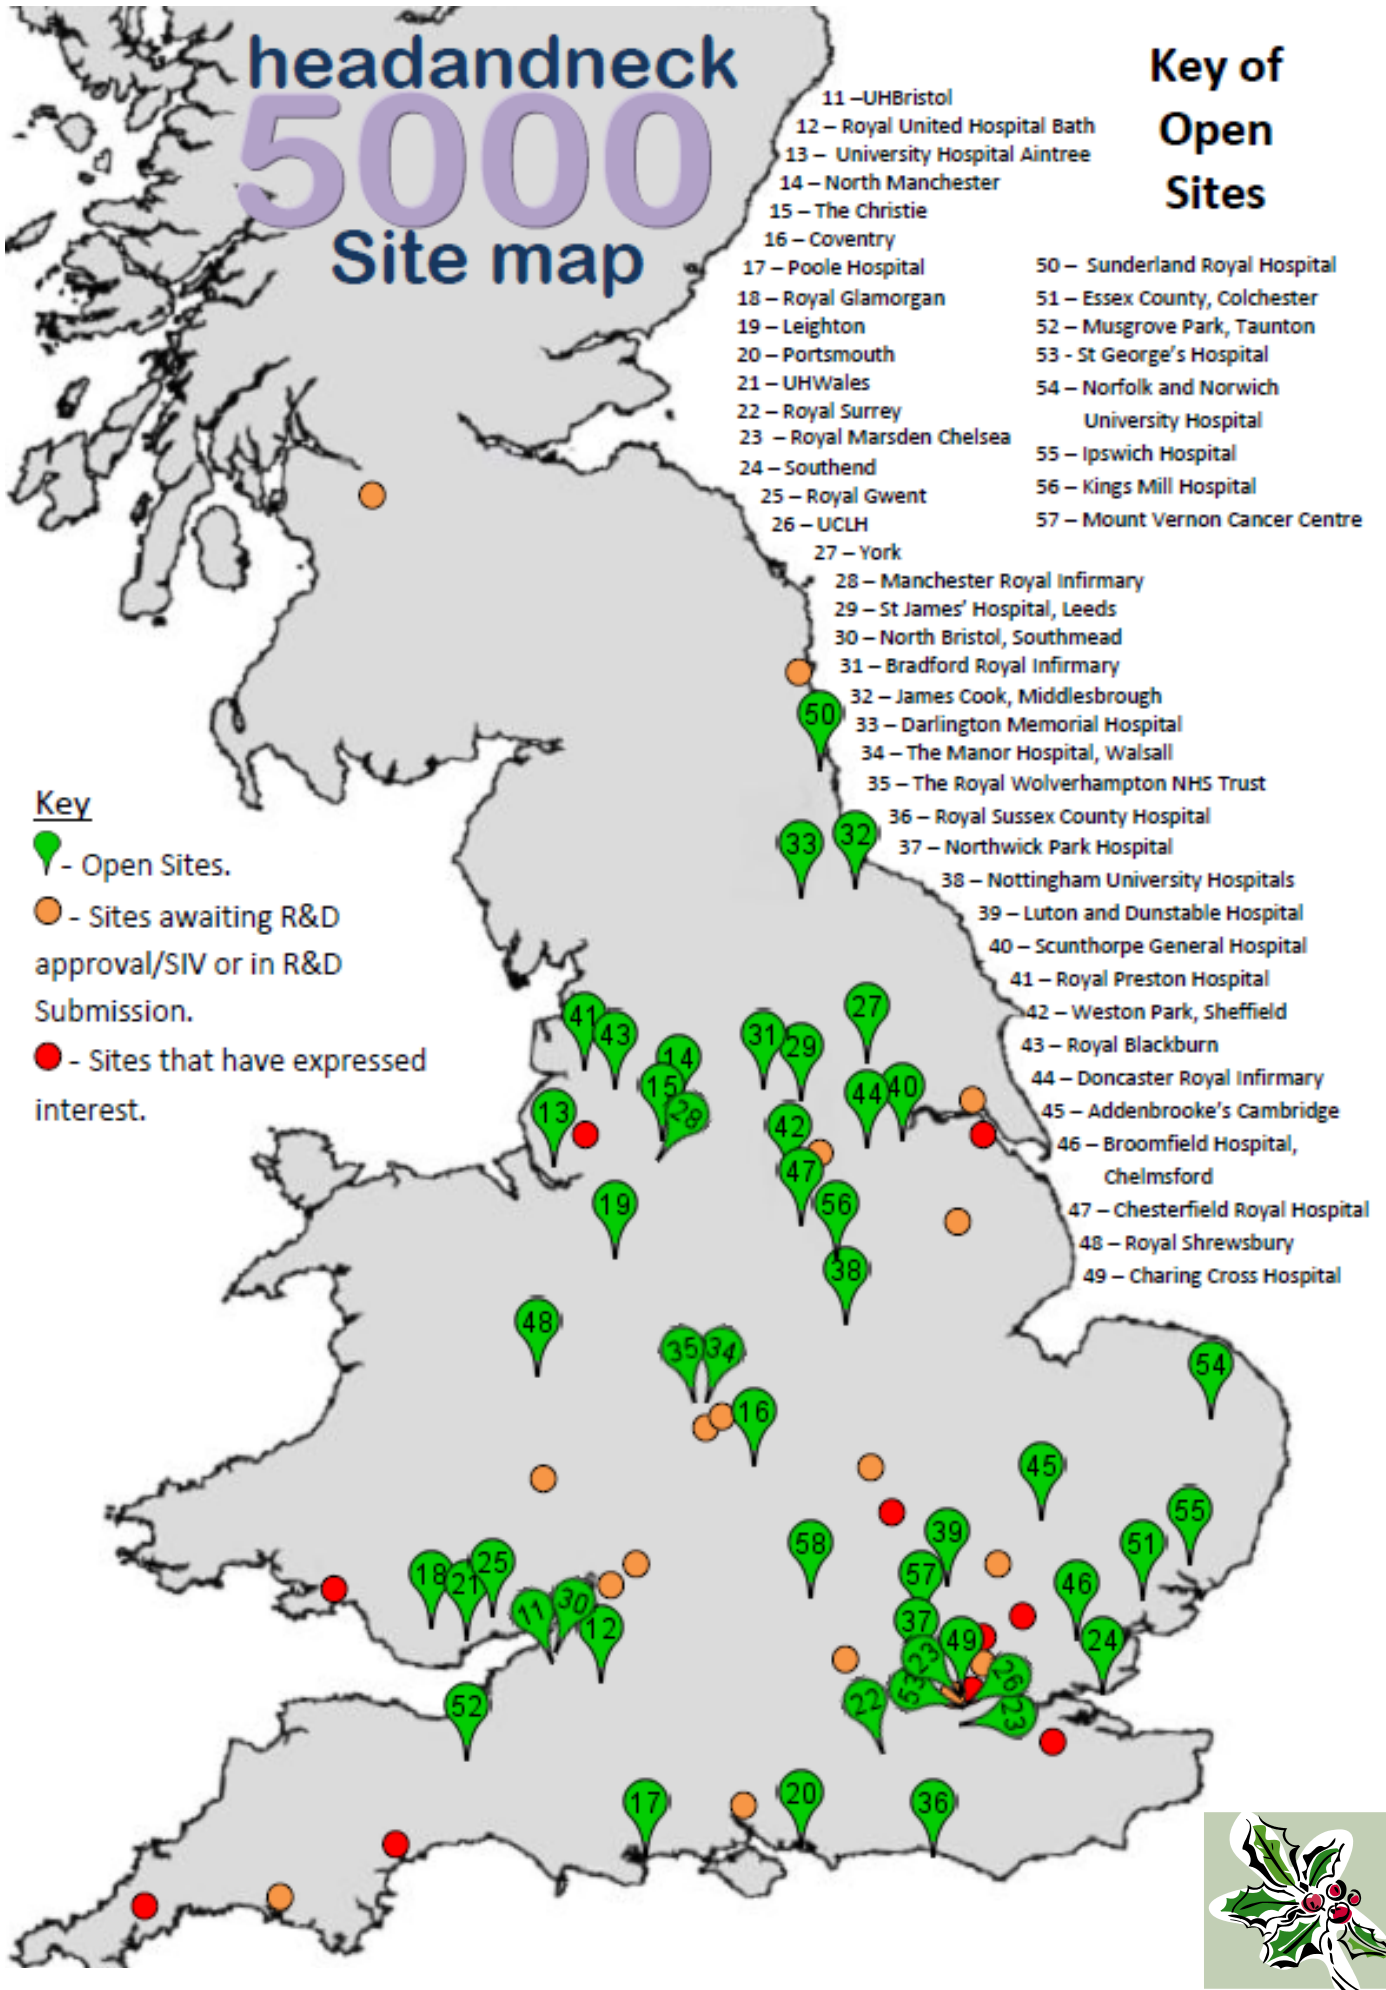 headandneck
5000
Site map
Key of
Open
Sites
11 –UHBristol
12 – Royal United Hospital Bath
13 – University Hospital Aintree
14 – North Manchester
15 – The Christie
16 – Coventry
17 – Poole Hospital
18 – Royal Glamorgan
19 – Leighton
20 – Portsmouth
21 – UHWales
22 – Royal Surrey
23 – Royal Marsden Chelsea
24 – Southend
25 – Royal Gwent
26 – UCLH
27 – York
28 – Manchester Royal Infirmary
29 – St James' Hospital, Leeds
30 – North Bristol, Southmead
31 – Bradford Royal Infirmary
32 – James Cook, Middlesbrough
33 – Darlington Memorial Hospital
34 – The Manor Hospital, Walsall
35 – The Royal Wolverhampton NHS Trust
36 – Royal Sussex County Hospital
37 – Northwick Park Hospital
38 – Nottingham University Hospitals
39 – Luton and Dunstable Hospital
40 – Scunthorpe General Hospital
41 – Royal Preston Hospital
42 – Weston Park, Sheffield
43 – Royal Blackburn
44 – Doncaster Royal Infirmary
45 – Addenbrooke's Cambridge
46 – Broomfield Hospital,
Chelmsford
47 – Chesterfield Royal Hospital
48 – Royal Shrewsbury
49 – Charing Cross Hospital
50 – Sunderland Royal Hospital
51 – Essex County, Colchester
52 – Musgrove Park, Taunton
53 - St George's Hospital
54 – Norfolk and Norwich
University Hospital
55 – Ipswich Hospital
56 – Kings Mill Hospital
57 – Mount Vernon Cancer Centre
Key
- Open Sites.
- Sites awaiting R&D
approval/SIV or in R&D
Submission.
- Sites that have expressed
interest.
50
33
32
41
43
14
15
28
13
31
29
27
44
40
42
47
56
38
19
48
35
34
16
54
45
55
51
58
39
57
46
37
49
24
23
53
26
23
22
18
21
25
11
30
12
52
17
20
36